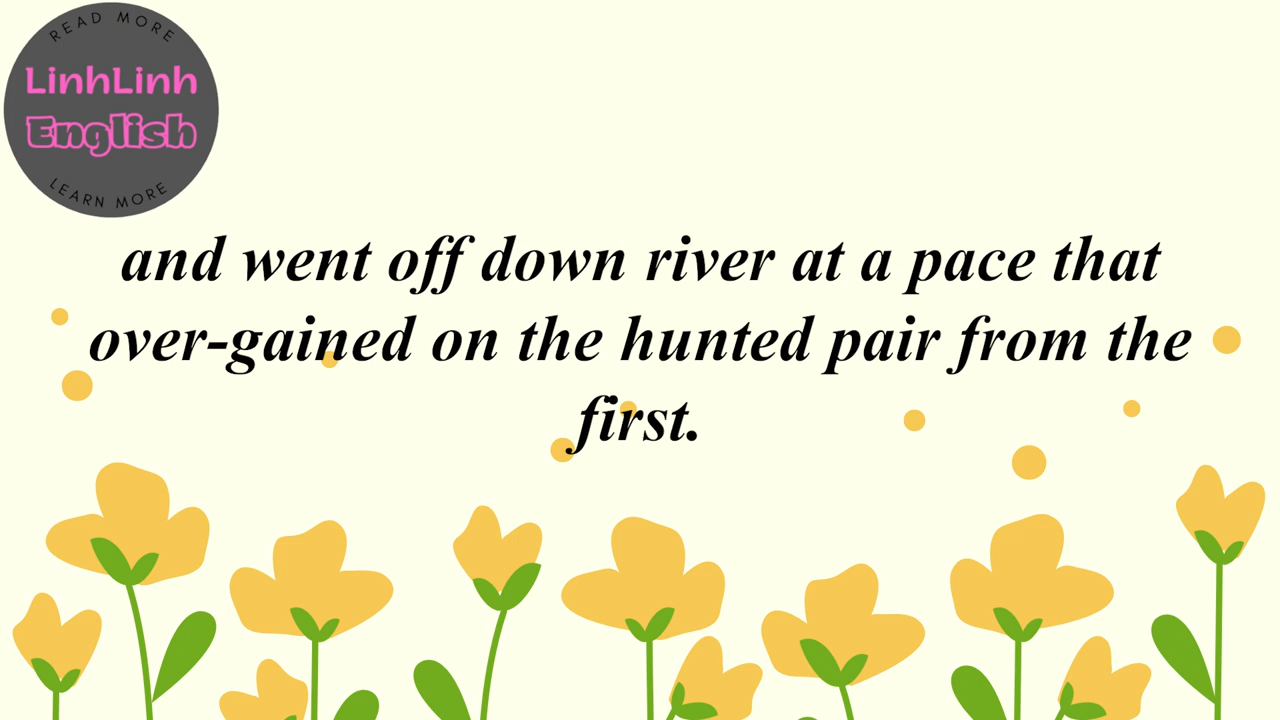 READ MORE
LinhLinh
English
LEARN MORE
and went off down river at a pace that
over-gained on the hunted pair from the
first.